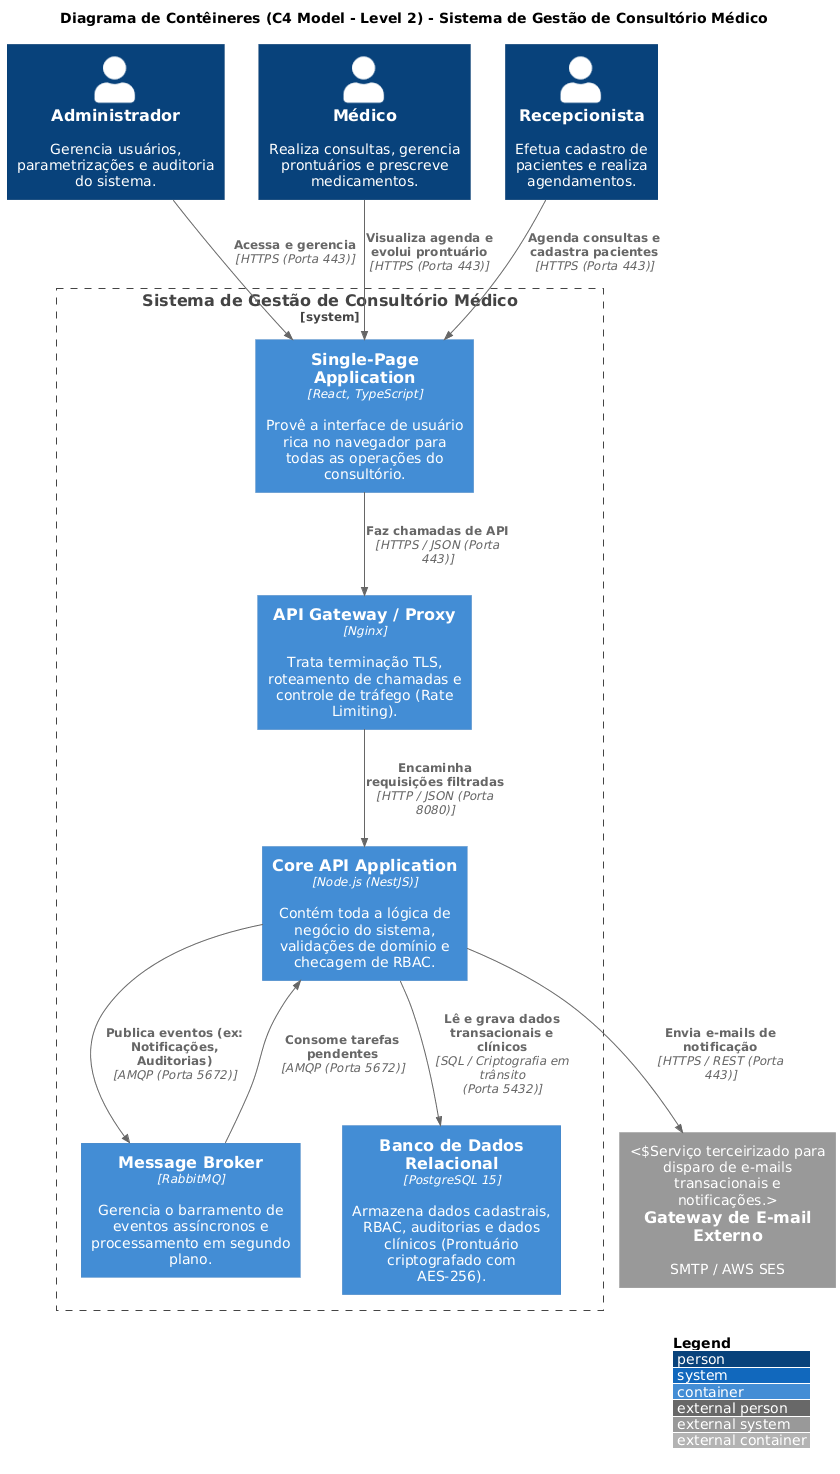 Diagrama de Contêineres (C4 Model - Level 2) - Sistema de Gestão de Consultório Médico
Administrador
Gerencia usuários,
parametrizações e auditoria
do sistema.
Médico
Realiza consultas, gerencia
prontuários e prescreve
medicamentos.
Recepcionista
Efetua cadastro de
pacientes e realiza
agendamentos.
Acessa e gerencia
[HTTPS (Porta 443)]
Visualiza agenda e
evolui prontuário
[HTTPS (Porta 443)]
Agenda consultas e
cadastra pacientes
[HTTPS (Porta 443)]
Sistema de Gestão de Consultório Médico
[system]
Single-Page
Application
[React, TypeScript]
Provê a interface de usuário
rica no navegador para
todas as operações do
consultório.
Faz chamadas de API
[HTTPS / JSON (Porta
443)]
API Gateway / Proxy
[Nginx]
Trata terminação TLS,
roteamento de chamadas e
controle de tráfego (Rate
Limiting).
Encaminha
requisições filtradas
[HTTP / JSON (Porta
8080)]
Core API Application
[Node.js (NestJS)]
Contém toda a lógica de
negócio do sistema,
validações de domínio e
checagem de RBAC.
Publica eventos (ex:
Notificações,
Auditorias)
[AMQP (Porta 5672)]
Consome tarefas
pendentes
[AMQP (Porta 5672)]
Lê e grava dados
transacionais e
clínicos
[SQL / Criptografia em
trânsito
(Porta 5432)]
Envia e-mails de
notificação
[HTTPS / REST (Porta
443)]
Message Broker
[RabbitMQ]
Gerencia o barramento de
eventos assíncronos e
processamento em segundo
plano.
Banco de Dados
Relacional
[PostgreSQL 15]
Armazena dados cadastrais,
RBAC, auditorias e dados
clínicos (Prontuário
criptografado com
AES-256).
<$Serviço terceirizado para
disparo de e-mails
transacionais e
notificações.>
Gateway de E-mail
Externo
SMTP / AWS SES
Legend
person
system
container
external person
external system
external container